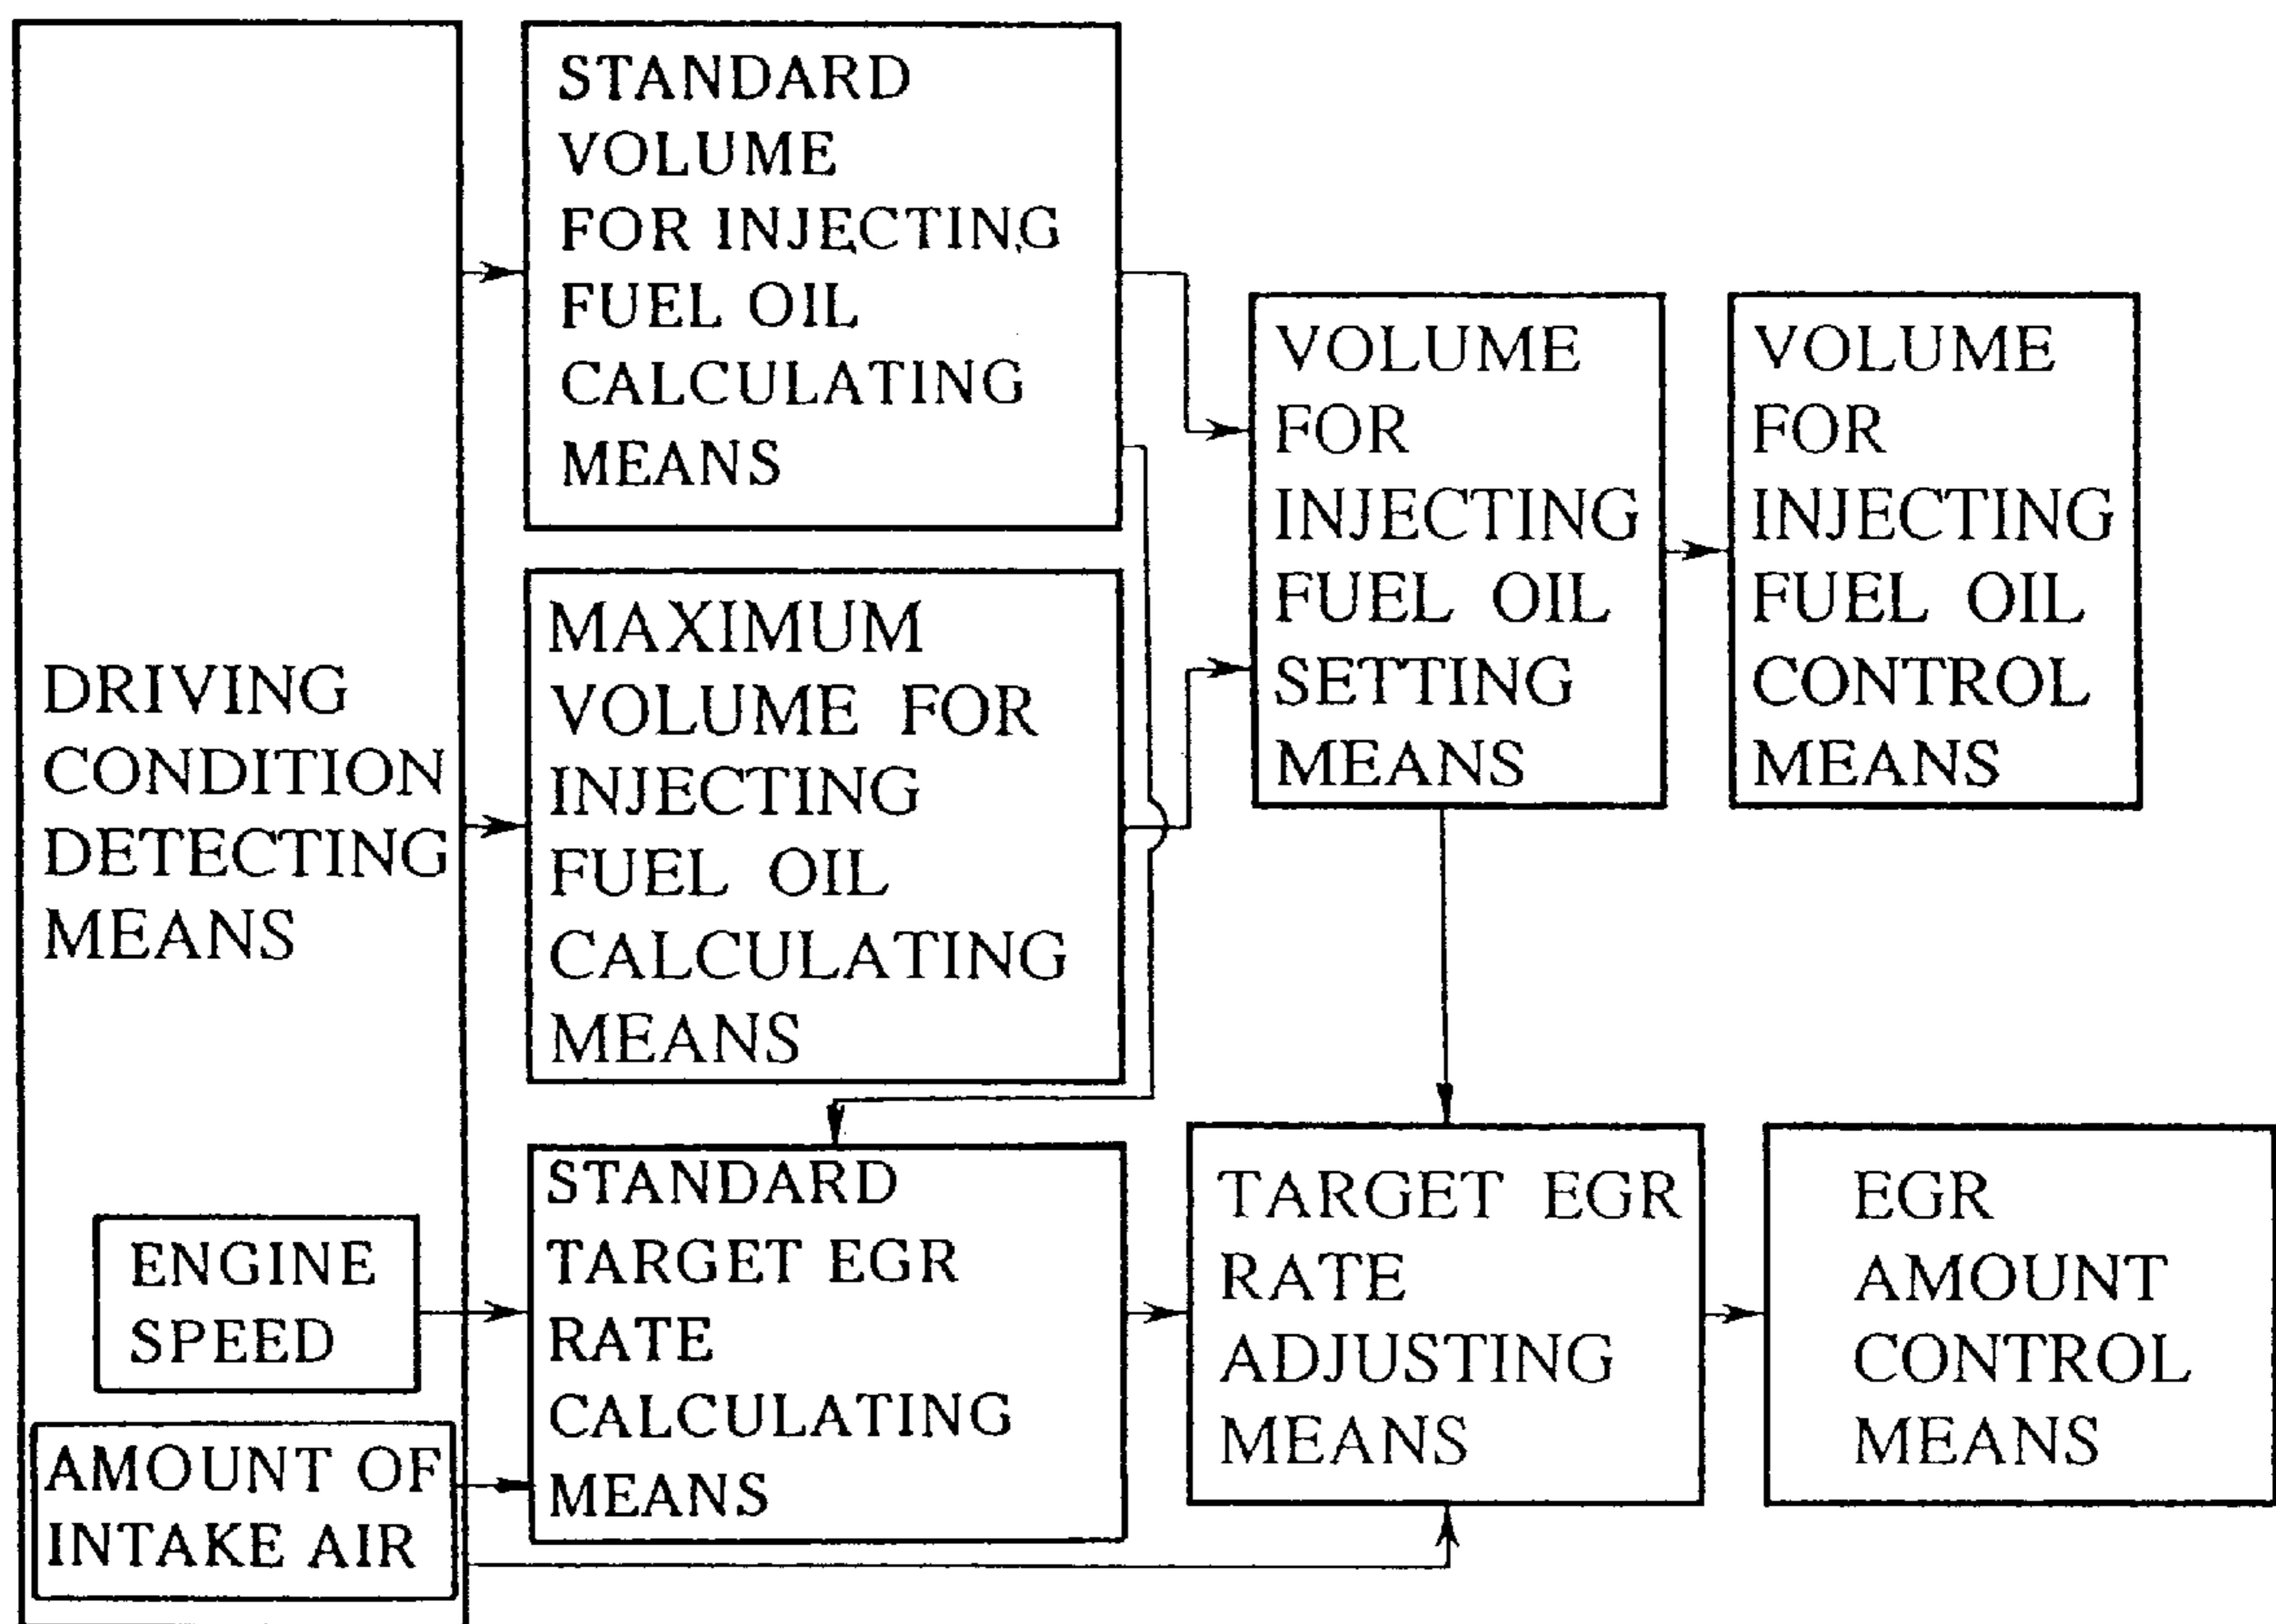 DRIVING
CONDITION
DETECTING
MEANS
ENGINE
SPEED
AMOUNT OF
INTAKE AIR
STANDARD
VOLUME
FOR INJECTING
FUEL OIL
CALCULATING
MEANS
MAXIMUM
VOLUME FOR
INJECTING
FUEL OIL
CALCULATING
MEANS
STANDARD
TARGET EGR
RATE
CALCULATING
MEANS
VOLUME
FOR
INJECTING
FUEL OIL
SETTING
MEANS
VOLUME
FOR
INJECTING
FUEL OIL
CONTROL
MEANS
TARGET EGR
RATE
ADJUSTING
MEANS
EGR
AMOUNT
CONTROL
MEANS